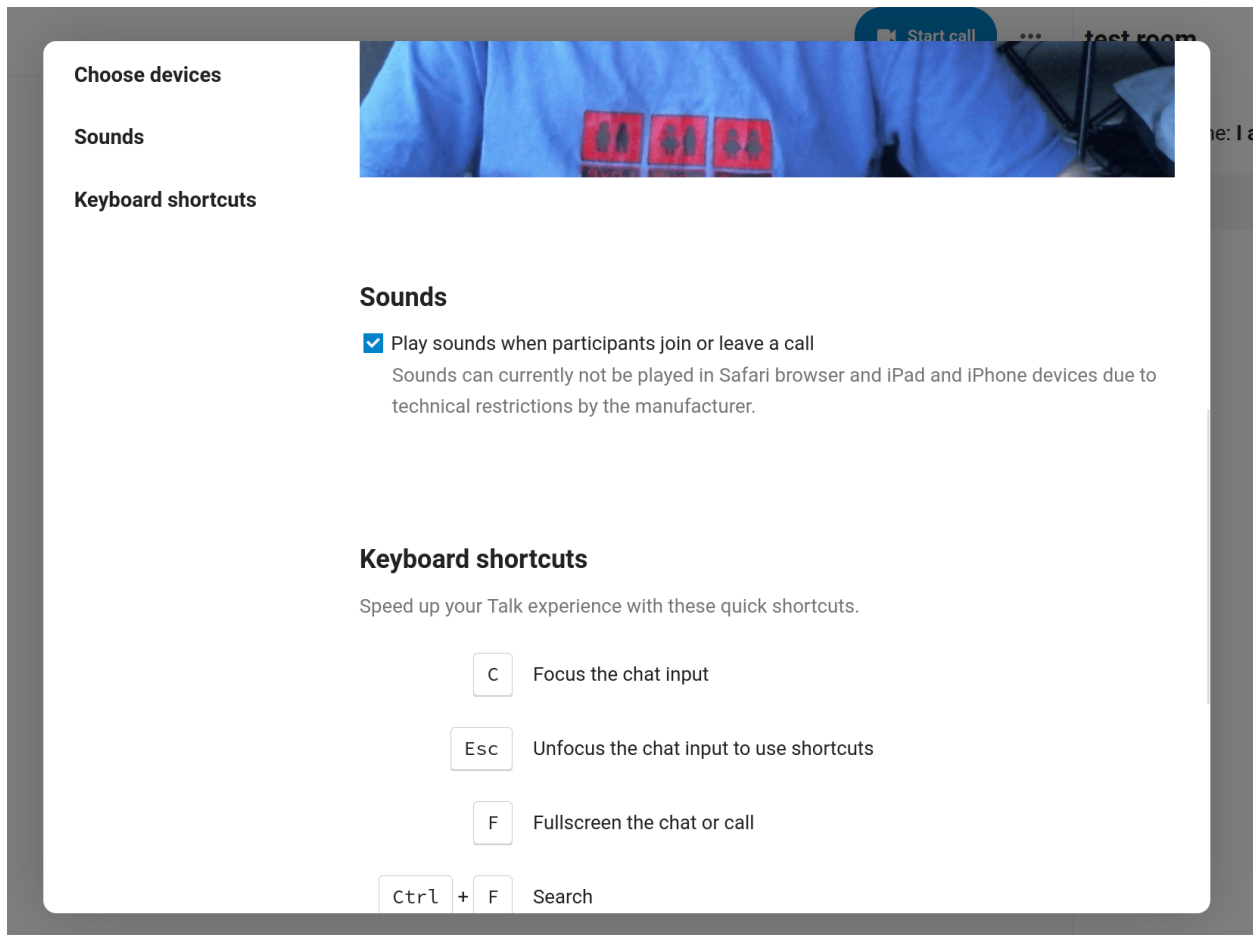 Start call
test room
Choose devices
Sounds
Keyboard shortcuts
ne: I a
Sounds
Play sounds when participants join or leave a call
Sounds can currently not be played in Safari browser and iPad and iPhone devices due to
technical restrictions by the manufacturer.
Keyboard shortcuts
Speed up your Talk experience with these quick shortcuts.
C Focus the chat input
Esc Unfocus the chat input to use shortcuts
F Fullscreen the chat or call
Ctrl + F Search